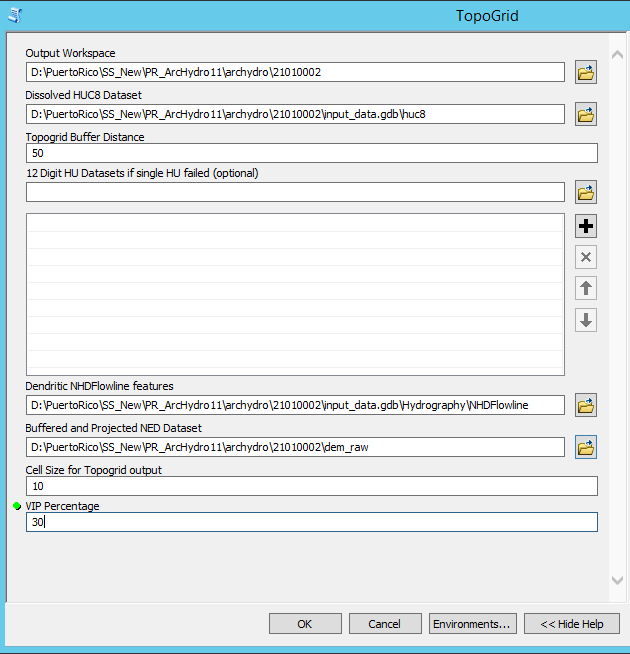 TopoGrid
Output Workspace
D:\PuertoRico\SS_New\PR_ArcHydro11\archydro\21010002
Dissolved HUC8 Dataset
D:\PuertoRico\SS_New\PR_ArcHydro11\archydro\21010002\input_data.gdb\huc8
Topogrid Buffer Distance
50
12 Digit HU Datasets if single HU failed (optional)
Dendritic NHDFlowline features
D:\PuertoRico\SS_New\PR_ArcHydro11\archydro\21010002\input_data.gdb\Hydrography\NHDFlowline
Buffered and Projected NED Dataset
D:\PuertoRico\SS_New\PR_ArcHydro11\archydro\21010002\dem_raw
Cell Size for Topogrid output
10
VIP Percentage
30
OK Cancel Environments... << Hide Help